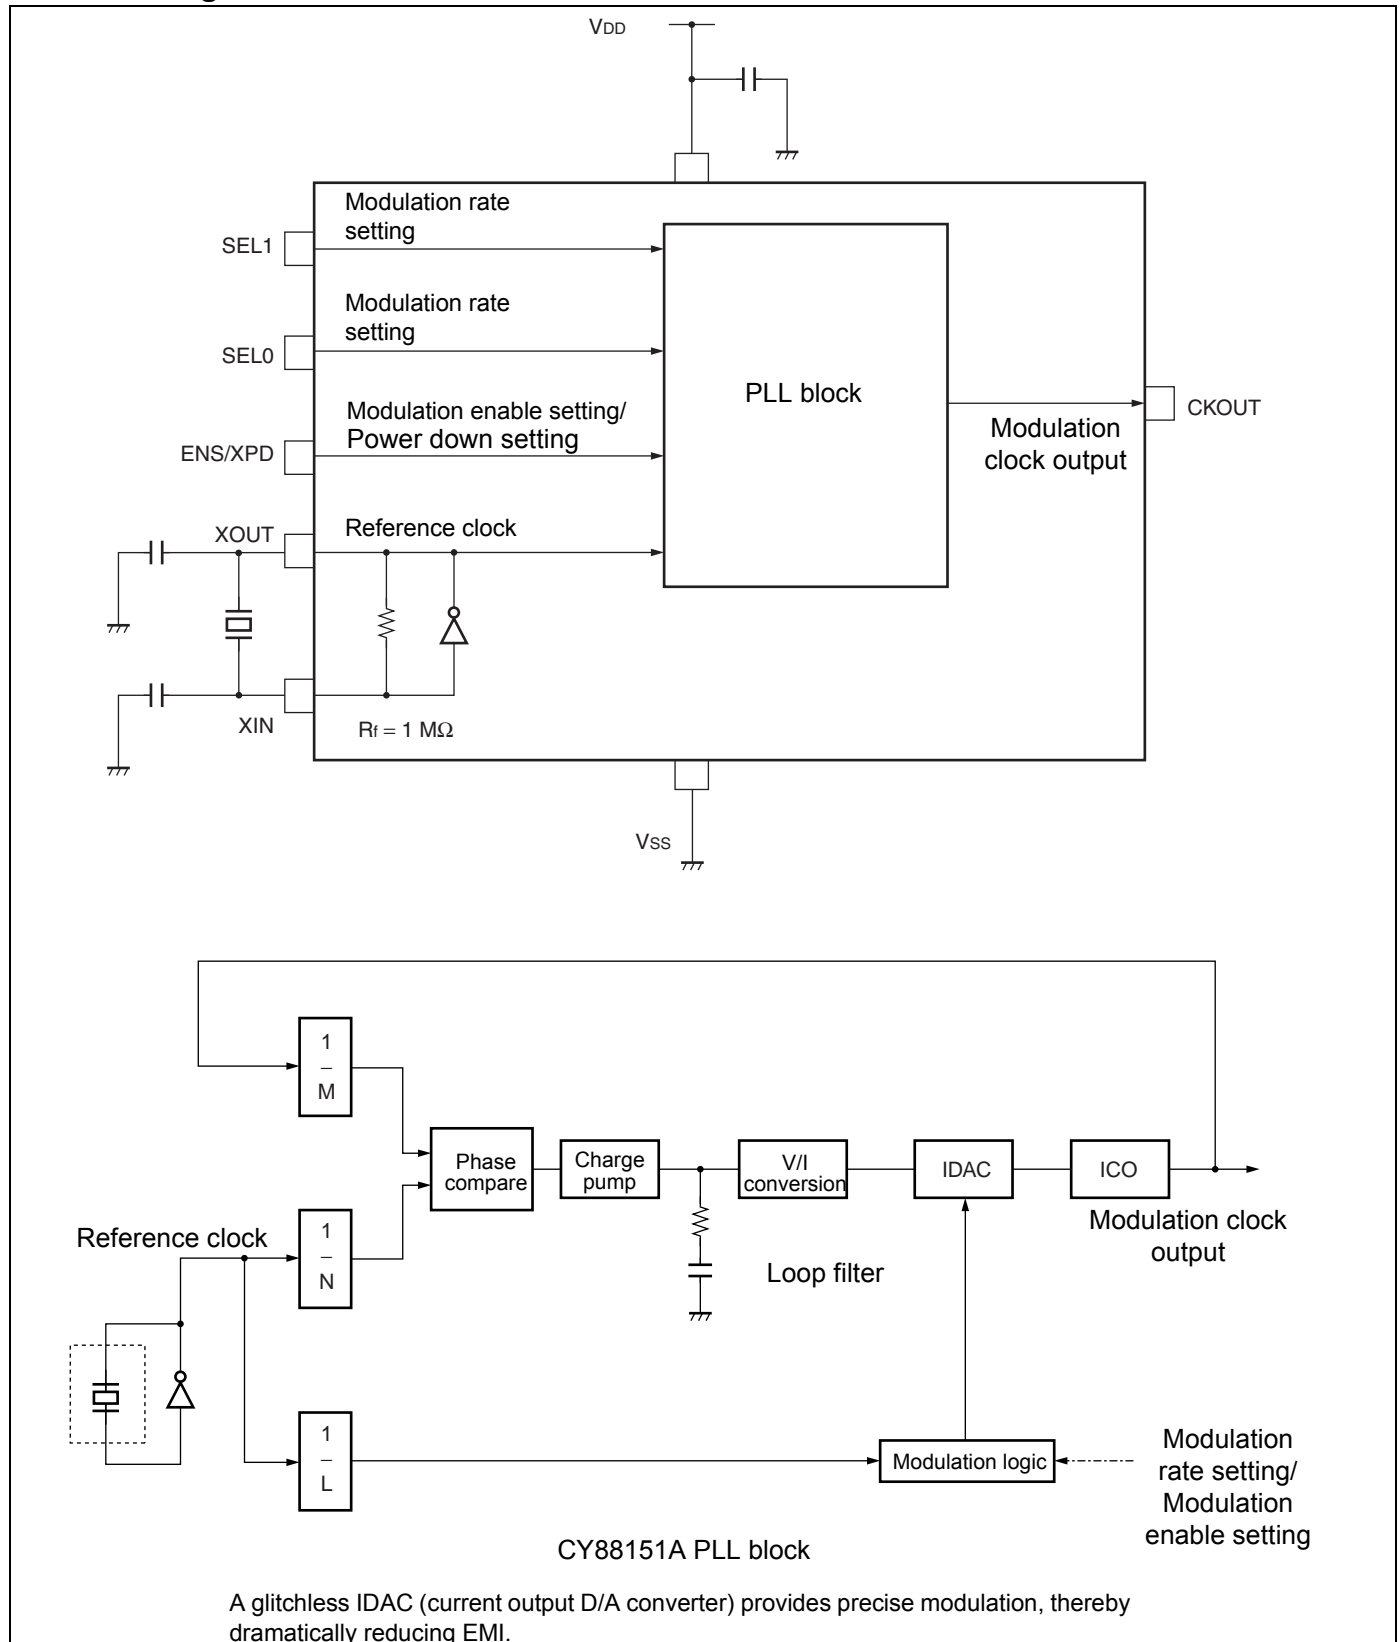 VDD
Modulation rate
setting
SEL1
Modulation rate
setting
SEL0
PLL block
Modulation enable setting/
Power down setting
ENS/XPD
CKOUT
Modulation
clock output
XOUT
Reference clock
XIN
Rf = 1 MΩ
VSS
1
–
M
Phase
compare
Charge
pump
V/I
conversion
IDAC
ICO
Reference clock
1
–
N
Modulation clock
output
Loop filter
1
–
L
Modulation logic
Modulation
rate setting/
Modulation
enable setting
CY88151A PLL block
A glitchless IDAC (current output D/A converter) provides precise modulation, thereby
dramatically reducing EMI.